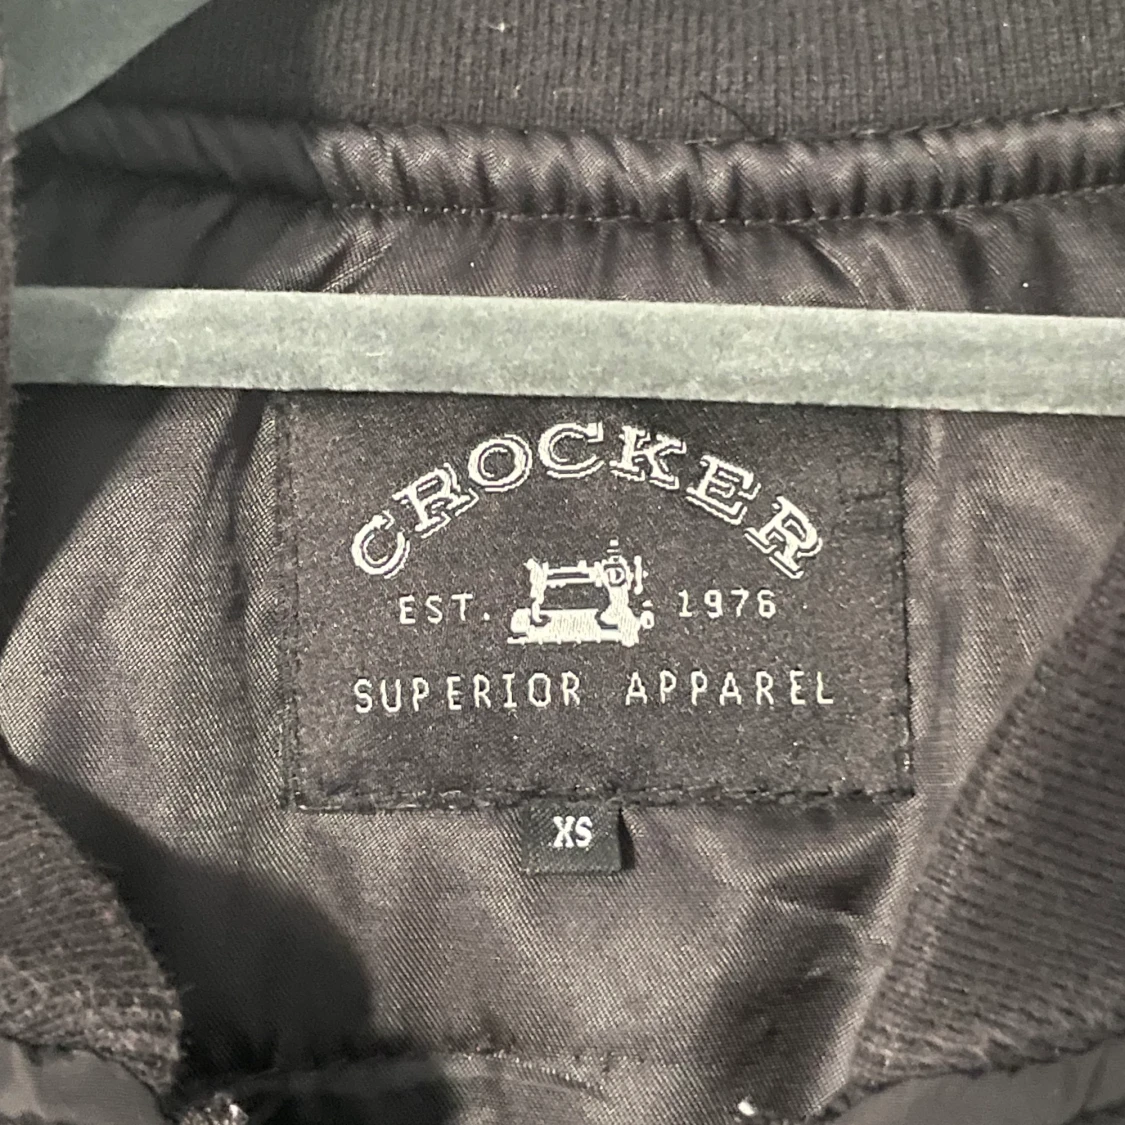 CROCKER
EST. 1976
SUPERIOR APPAREL
XS